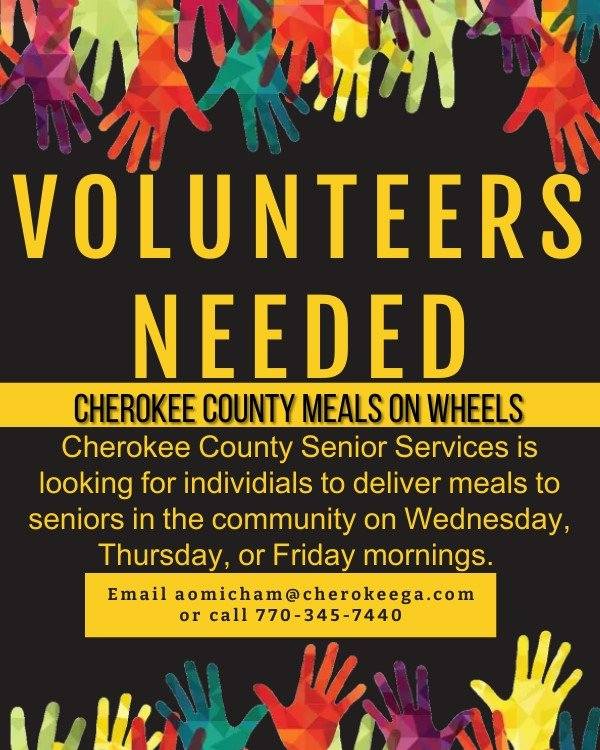 VOLUNTEERS
NEEDED
CHEROKEE COUNTY MEALS ON WHEELS
Cherokee County Senior Services is
looking for individials to deliver meals to
seniors in the community on Wednesday,
Thursday, or Friday mornings.
Email aomicham@cherokeega.com
or call 770-345-7440